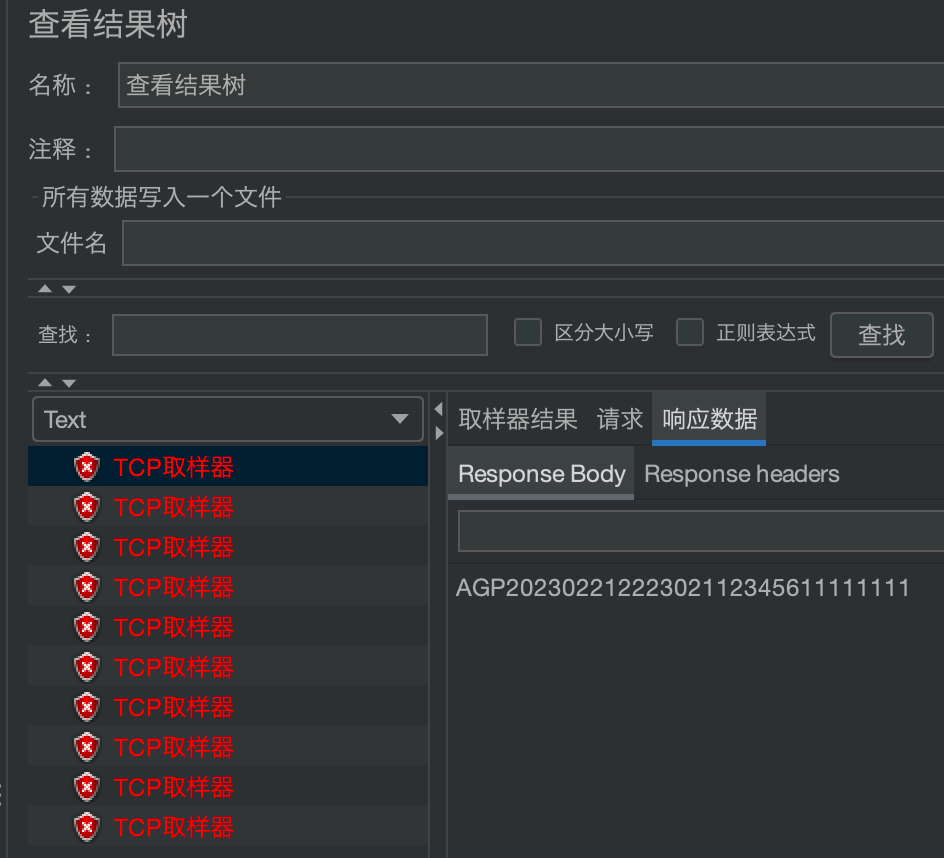 查看结果树
名称： 查看结果树
注释：
所有数据写入一个文件
文件名
查找： 区分大小写 正则表达式 查找
Text 取样器结果 请求 响应数据
TCP取样器 Response Body Response headers
TCP取样器
TCP取样器
TCP取样器 AGP20230221222302112345611111111
TCP取样器
TCP取样器
TCP取样器
TCP取样器
TCP取样器
TCP取样器